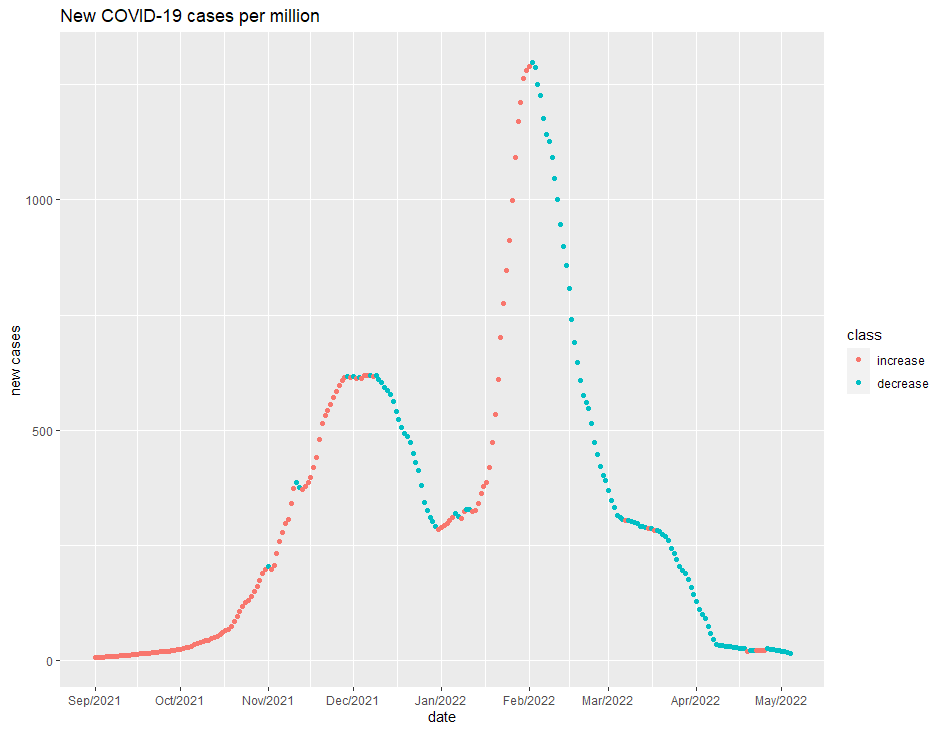 New COVID-19 cases per million
new cases
1000
500
0
Sep/2021 Oct/2021 Nov/2021 Dec/2021 Jan/2022 Feb/2022 Mar/2022 Apr/2022 May/2022
date
class
increase
decrease